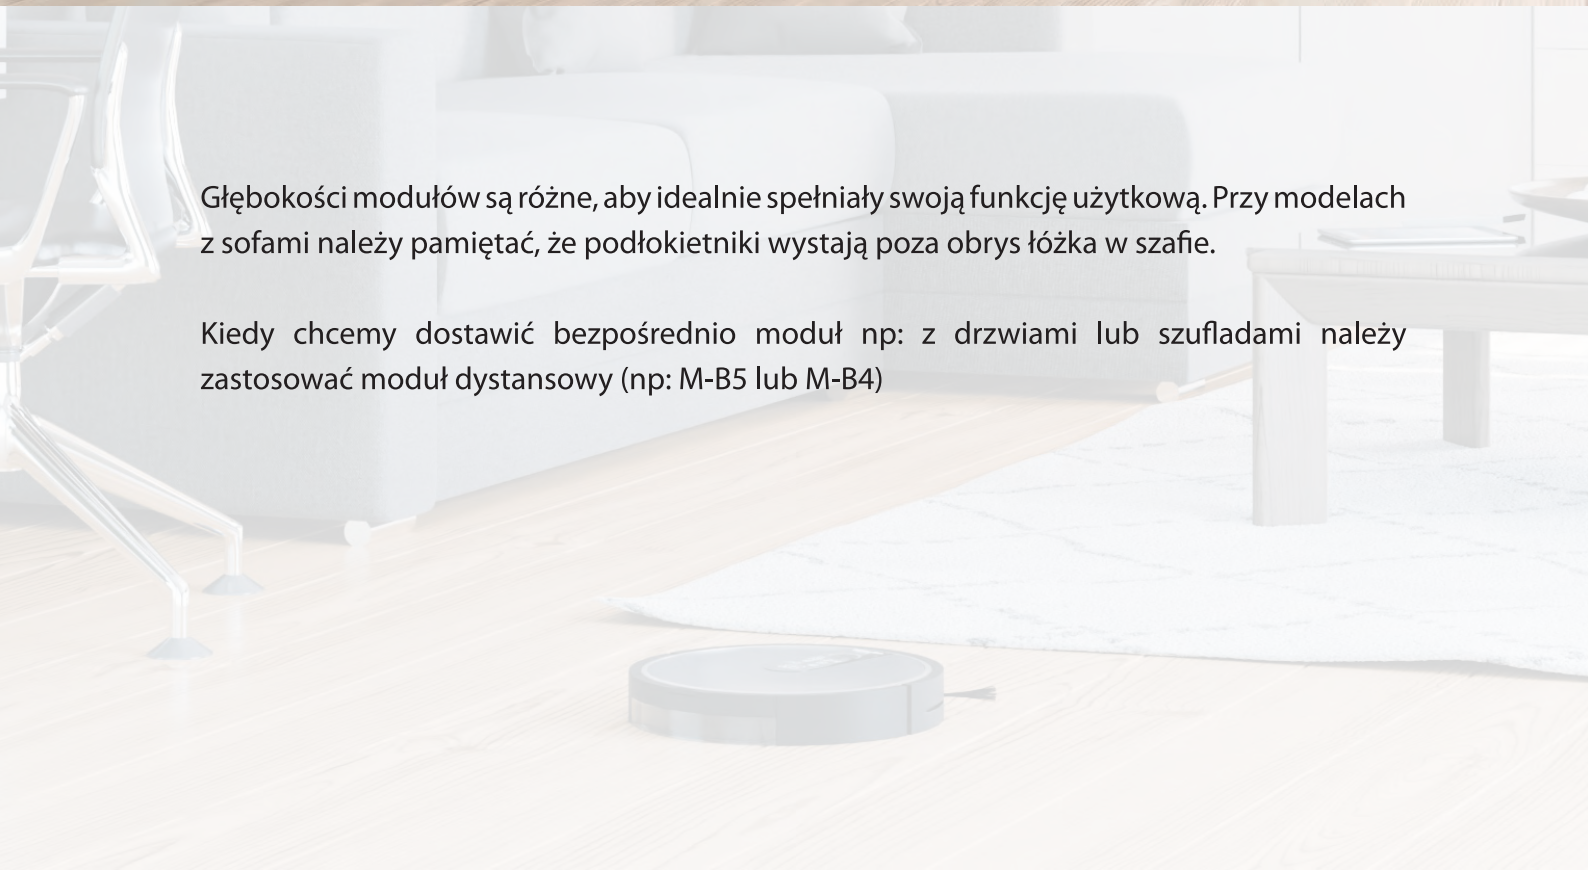 Głębokości modułów są różne, aby idealnie spełniały swoją funkcję użytkową. Przy modelach
z sofami należy pamiętać, że podłokietniki wystają poza obrys łóżka w szafie.
Kiedy chcemy dostawić bezpośrednio moduł np: z drzwiami lub szufladami należy
zastosować moduł dystansowy (np: M-B5 lub M-B4)